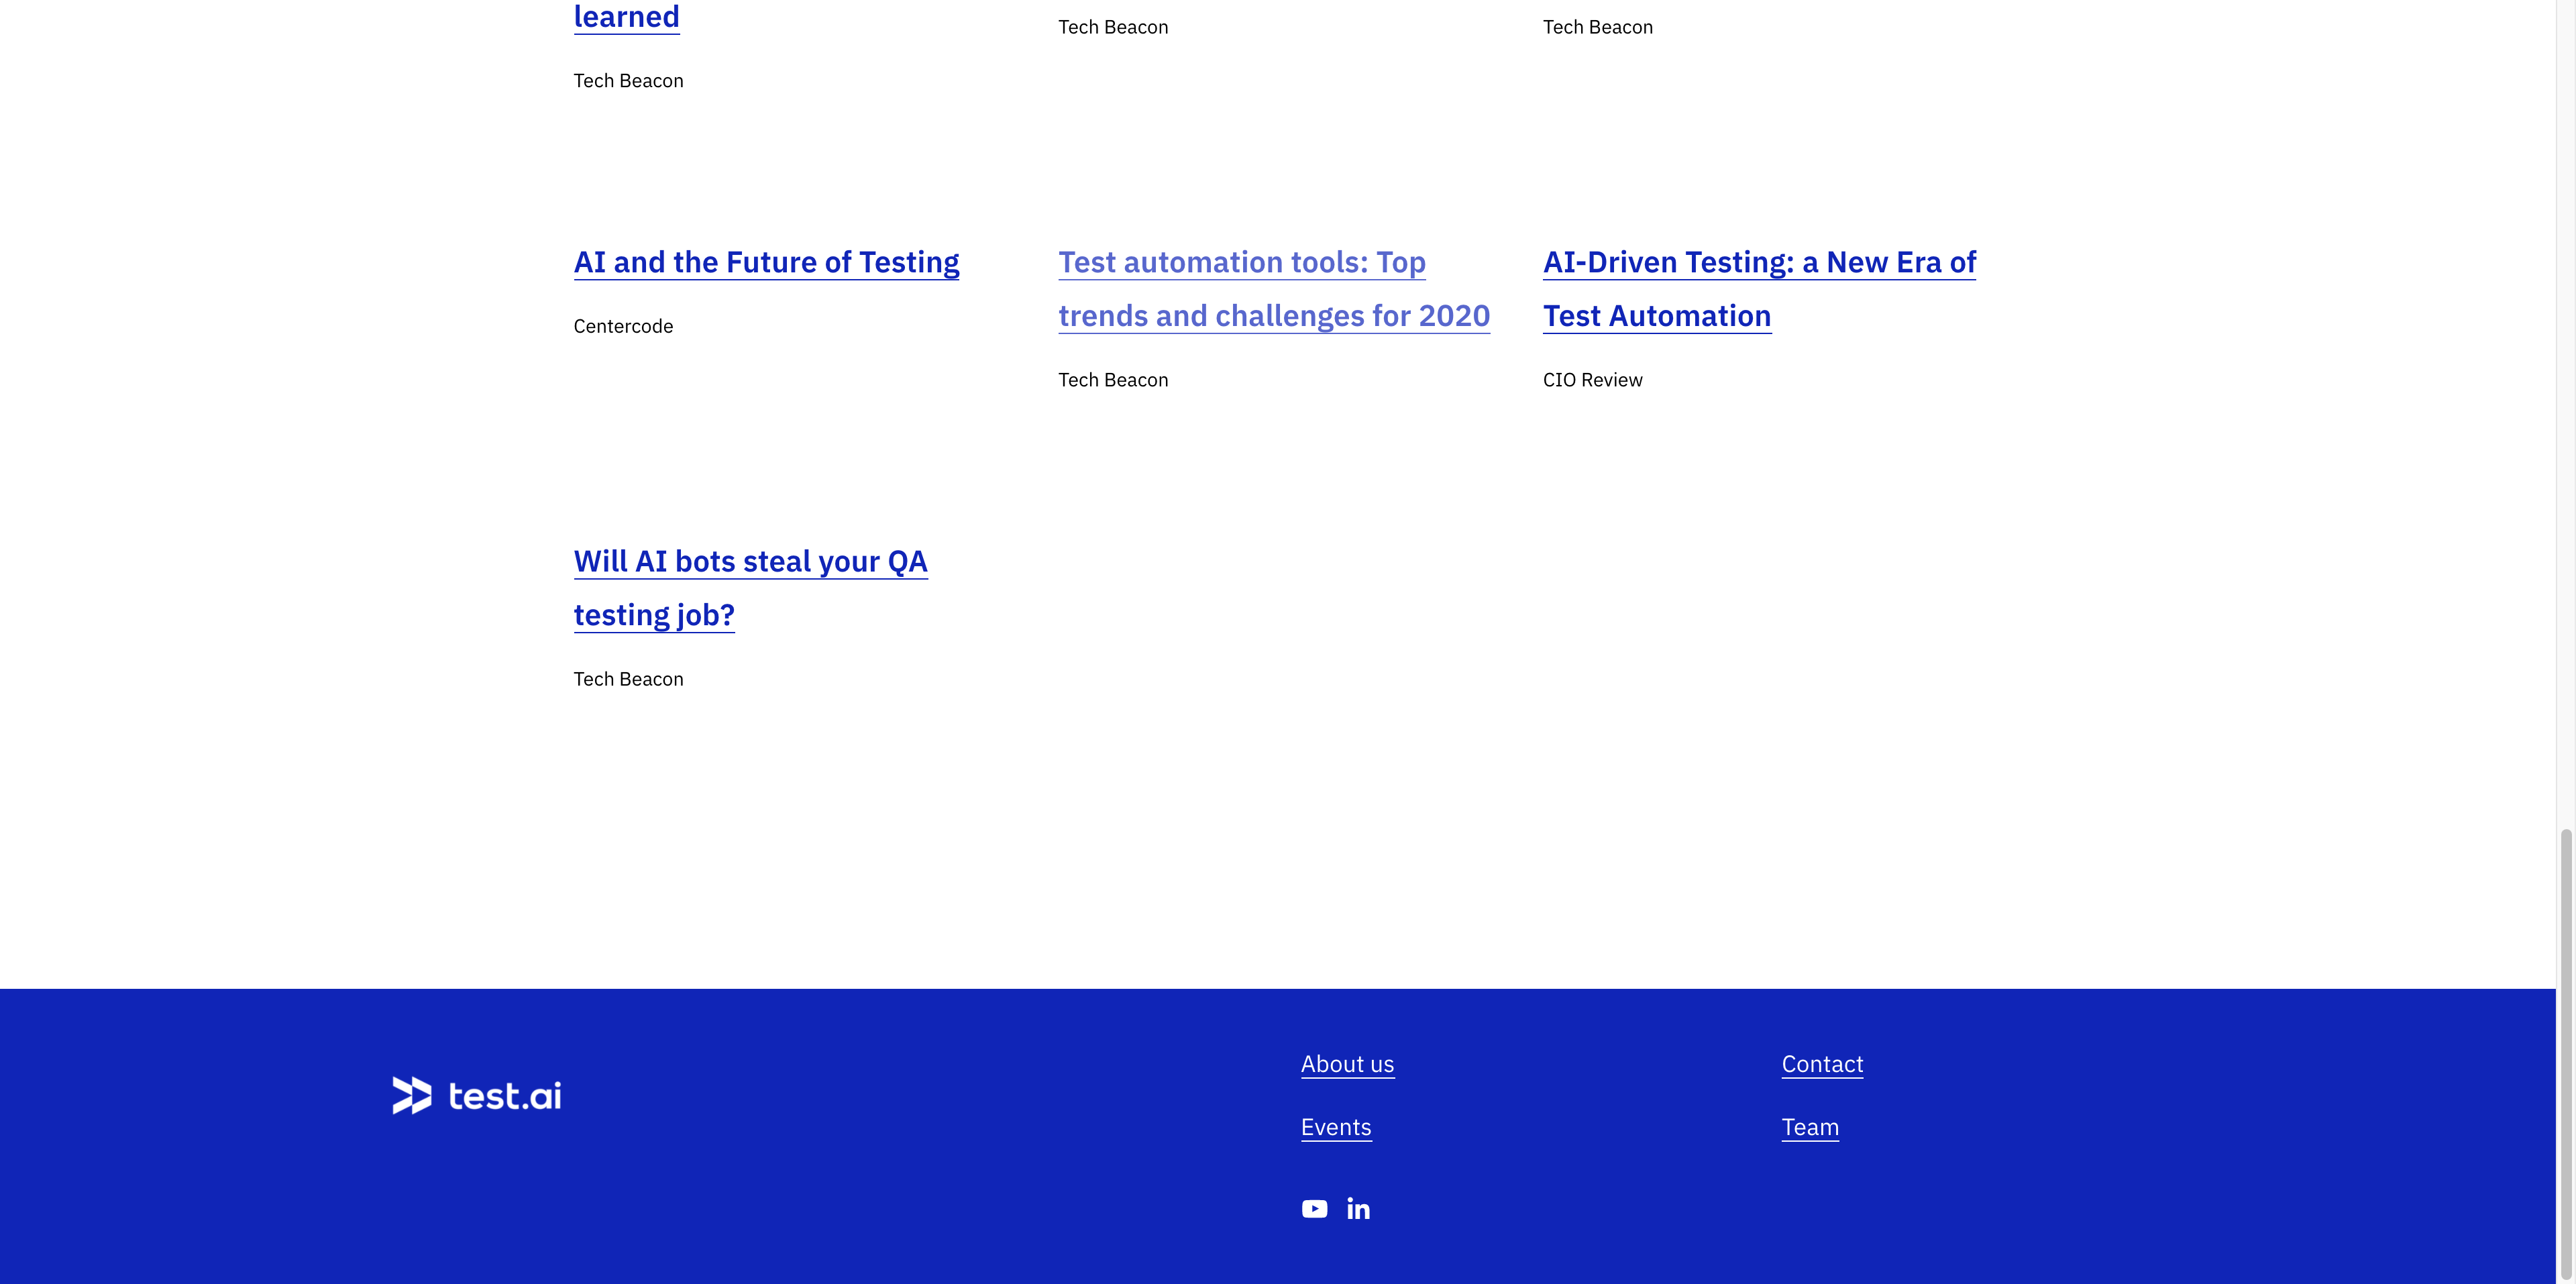 learned
Tech Beacon
Tech Beacon
Tech Beacon
AI and the Future of Testing
Centercode
Test automation tools: Top
trends and challenges for 2020
Tech Beacon
AI-Driven Testing: a New Era of
Test Automation
CIO Review
Will AI bots steal your QA
testing job?
Tech Beacon
test.ai
About us
Events
Contact
Team
in